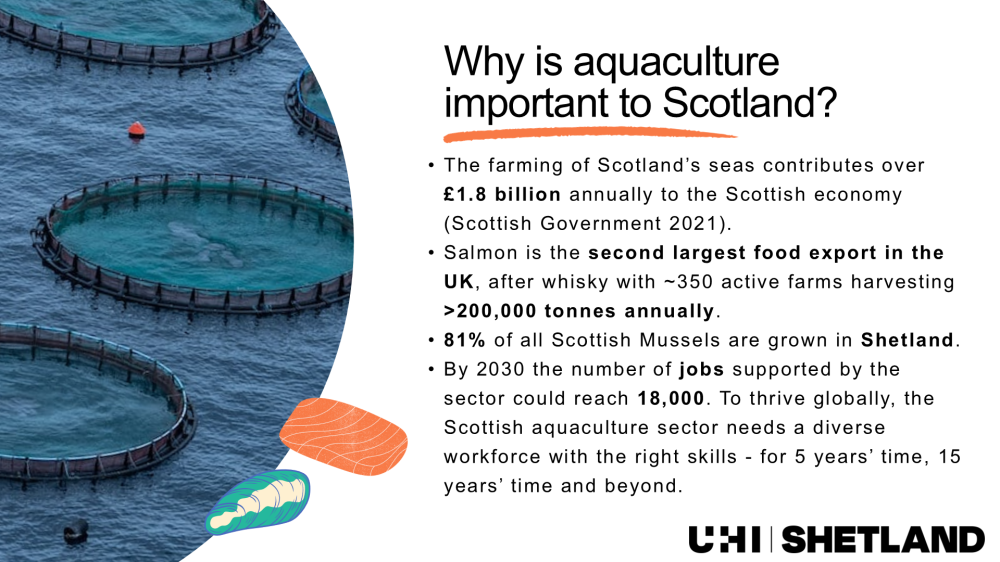 Why is aquaculture
important to Scotland?
• The farming of Scotland's seas contributes over
£1.8 billion annually to the Scottish economy
(Scottish Government 2021).
• Salmon is the second largest food export in the
UK, after whisky with ~350 active farms harvesting
>200,000 tonnes annually.
• 81% of all Scottish Mussels are grown in Shetland.
• By 2030 the number of jobs supported by the
sector could reach 18,000. To thrive globally, the
Scottish aquaculture sector needs a diverse
workforce with the right skills - for 5 years' time, 15
years' time and beyond.
UHI | SHETLAND